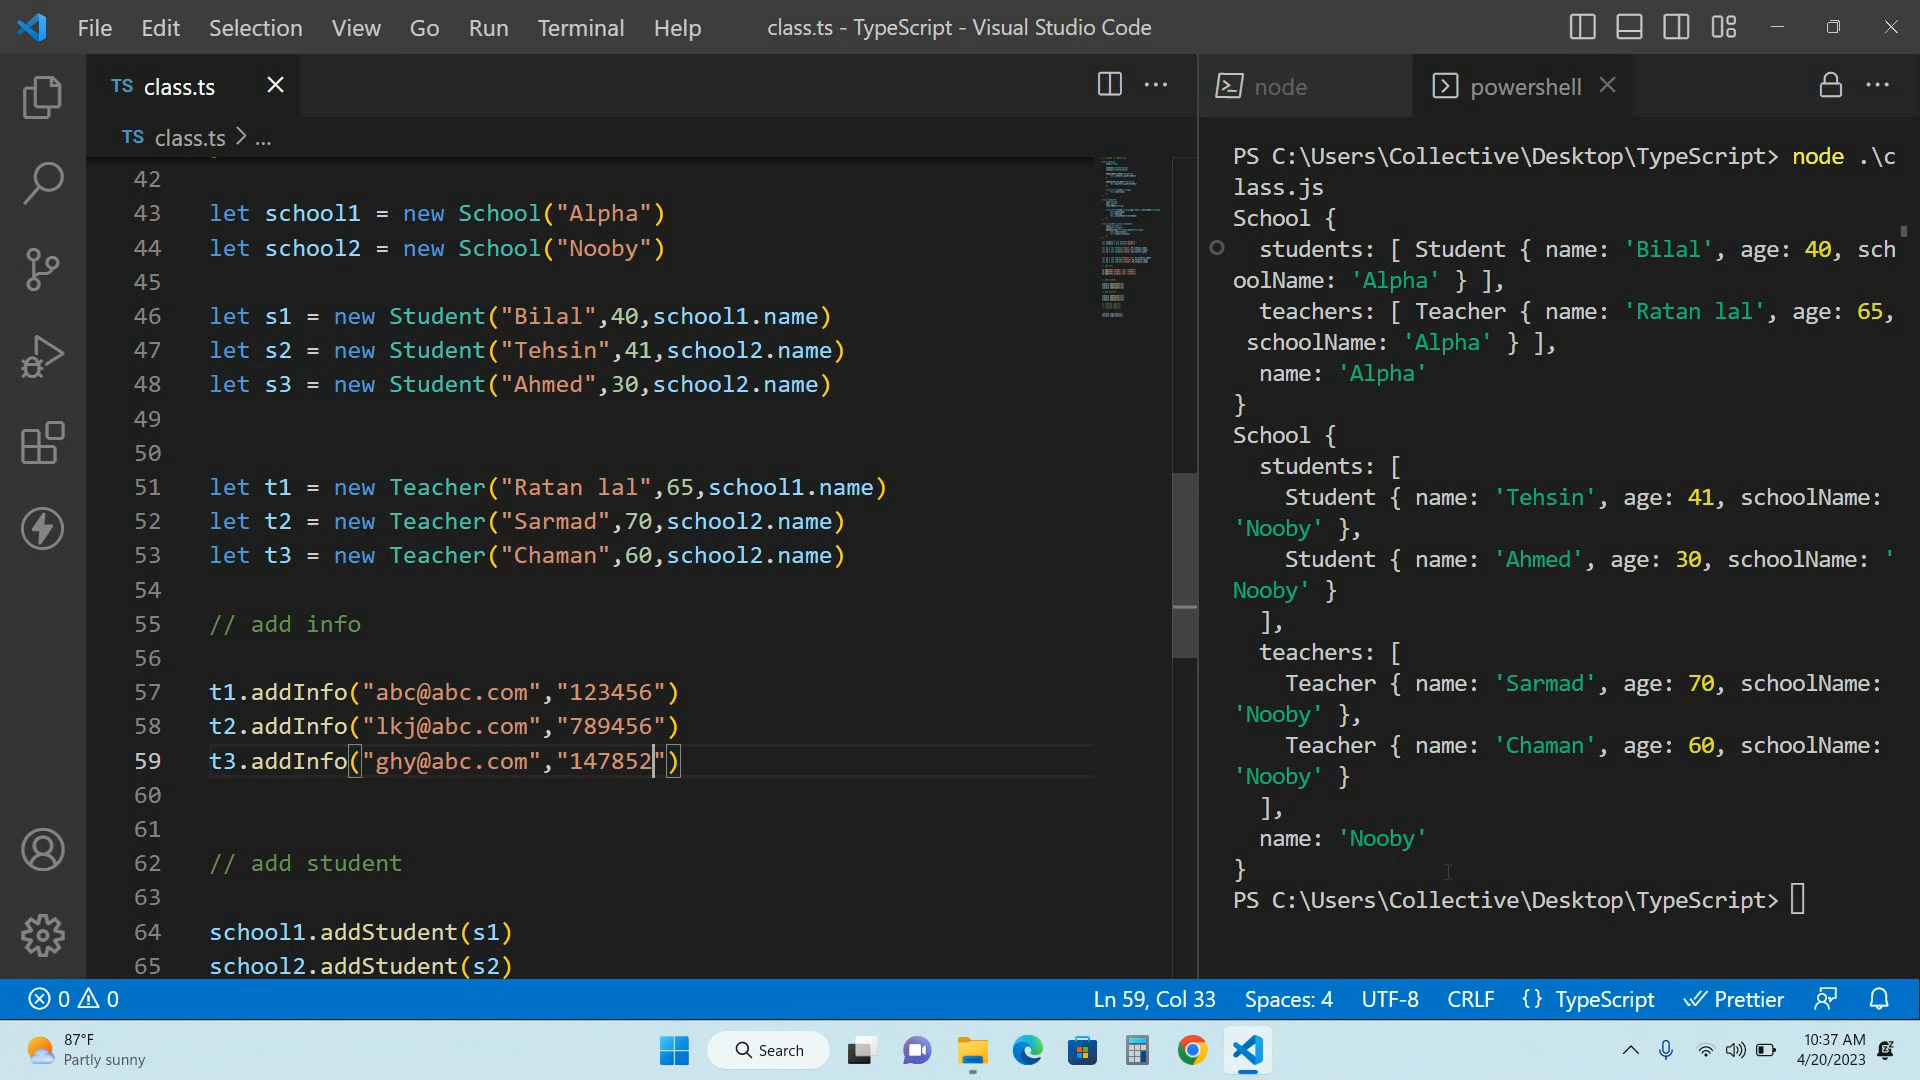 File Edit Selection View Go Run Terminal Help class.ts - TypeScript - Visual Studio Code
TS class.ts
TS class.ts > ...
42
43 let school1 = new School("Alpha")
44 let school2 = new School("Nooby")
45
46 let s1 = new Student("Bilal",40,school1.name)
47 let s2 = new Student("Tehsin",41,school2.name)
48 let s3 = new Student("Ahmed",30,school2.name)
49
50
51 let t1 = new Teacher("Ratan lal",65,school1.name)
52 let t2 = new Teacher("Sarmad",70,school2.name)
53 let t3 = new Teacher("Chaman",60,school2.name)
54
55 // add info
56
57 t1.addInfo("abc@abc.com","123456")
58 t2.addInfo("lkj@abc.com","789456")
59 t3.addInfo("ghy@abc.com","147852")
60
61
62 // add student
63
64 school1.addStudent(s1)
65 school2.addStudent(s2)
node powershell
PS C:\Users\Collective\Desktop\TypeScript> node .\c
lass.js
School {
students: [ Student { name: 'Bilal', age: 40, sch
oolName: 'Alpha' } ],
teachers: [ Teacher { name: 'Ratan lal', age: 65,
schoolName: 'Alpha' } ],
name: 'Alpha'
}
School {
students: [
Student { name: 'Tehsin', age: 41, schoolName:
'Nooby' },
Student { name: 'Ahmed', age: 30, schoolName: '
Nooby' }
],
teachers: [
Teacher { name: 'Sarmad', age: 70, schoolName:
'Nooby' },
Teacher { name: 'Chaman', age: 60, schoolName:
'Nooby' }
],
name: 'Nooby'
}
PS C:\Users\Collective\Desktop\TypeScript>
0 0 Ln 59, Col 33 Spaces: 4 UTF-8 CRLF {} TypeScript Prettier
87°F
Partly sunny
Search
10:37 AM
4/20/2023